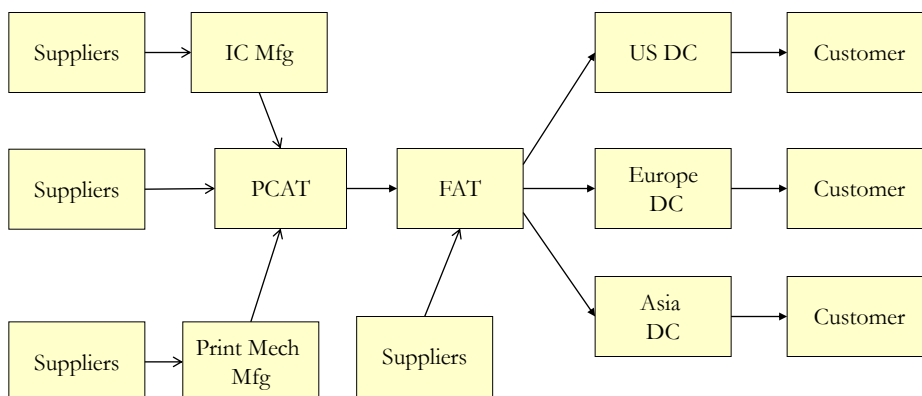 Suppliers
IC Mfg
US DC
Customer
Suppliers
PCAT
FAT
Europe
DC
Customer
Suppliers
Print Mech
Mfg
Suppliers
Asia
DC
Customer